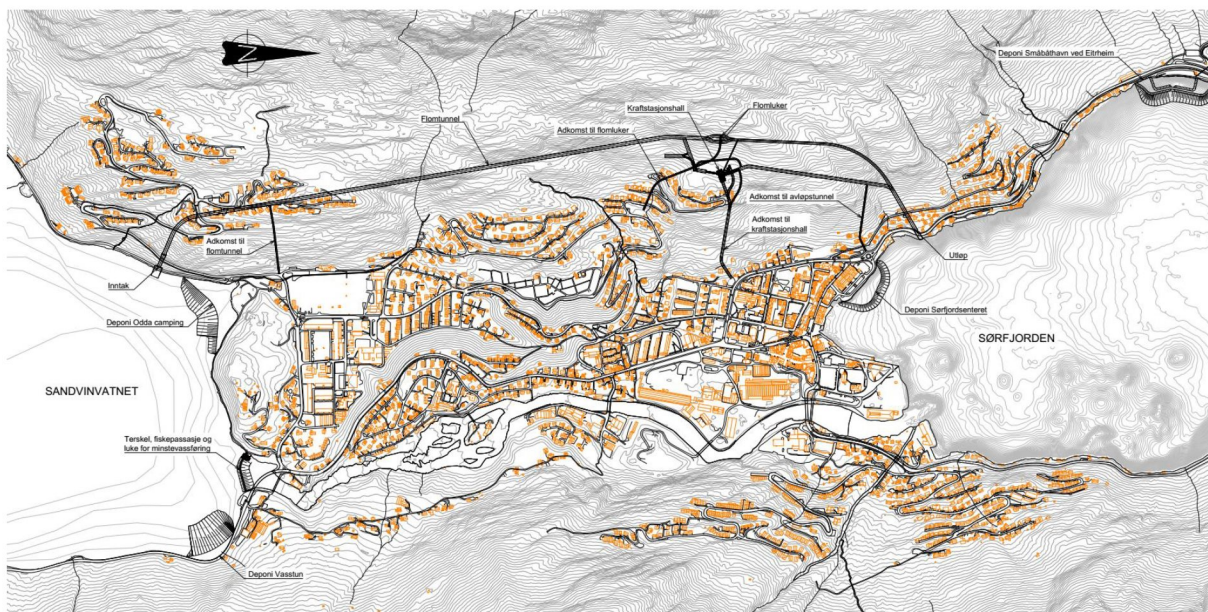 Deponi Småbåthavn ved Eitrheim
N
Kraftstasjonshall
Flomluker
Flomtunnel
Adkomst til flomluker
Adkomst til avløpstunnel
Adkomst til
kraftstasjonshall
Adkomst til
flomtunnel
Utløp
Inntak
Deponi Odda camping
Deponi Sørfjordsenteret
SØRFJORDEN
SANDVINVATNET
Terskel, fiskepassasje og
luke for minstevassføring
Deponi Vasstun